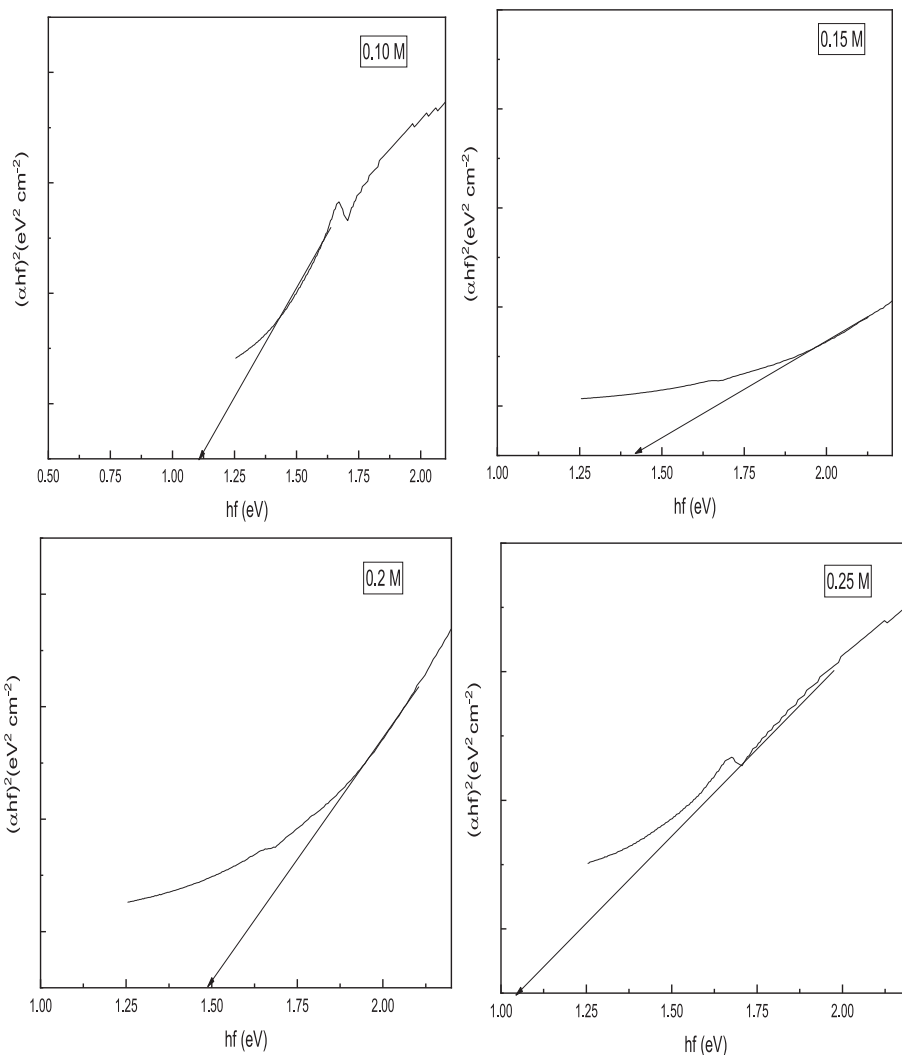 0.10 M
(αhf)²(eV² cm⁻²)
0.50 0.75 1.00 1.25 1.50 1.75 2.00
hf (eV)
0.15 M
(αhf)²(eV² cm⁻²)
1.00 1.25 1.50 1.75 2.00
hf (eV)
0.2 M
(αhf)²(eV² cm⁻²)
1.00 1.25 1.50 1.75 2.00
hf (eV)
0.25 M
(αhf)²(eV² cm⁻²)
1.00 1.25 1.50 1.75 2.00
hf (eV)